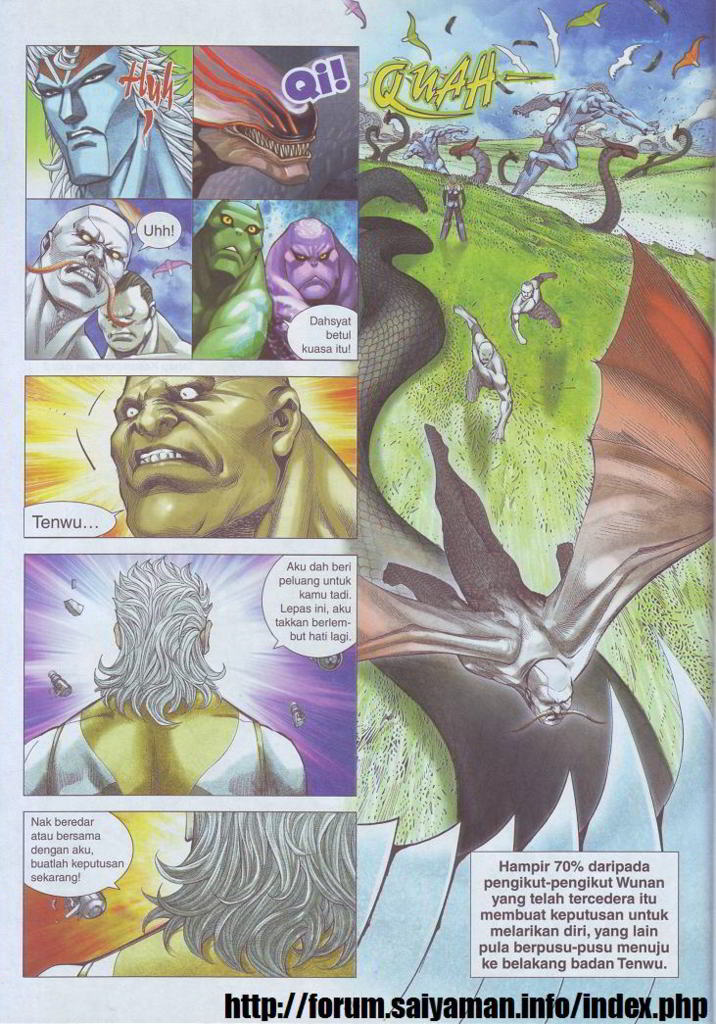 Hyh
,
Qi!
QUAH—
Uhh!
Dahsyat
betul
kuasa itu!
Tenwu...
Aku dah beri
peluang untuk
kamu tadi.
Lepas ini, aku
takkan berlem-
but hati lagi.
Nak beredar
atau bersama
dengan aku,
buatlah keputusan
sekarang!
Hampir 70% daripada
pengikut-pengikut Wunan
yang telah tercedera itu
membuat keputusan untuk
melarikan diri, yang lain
pula berpusu-pusu menuju
ke belakang badan Tenwu.
http://forum.saiyaman.info/index.php